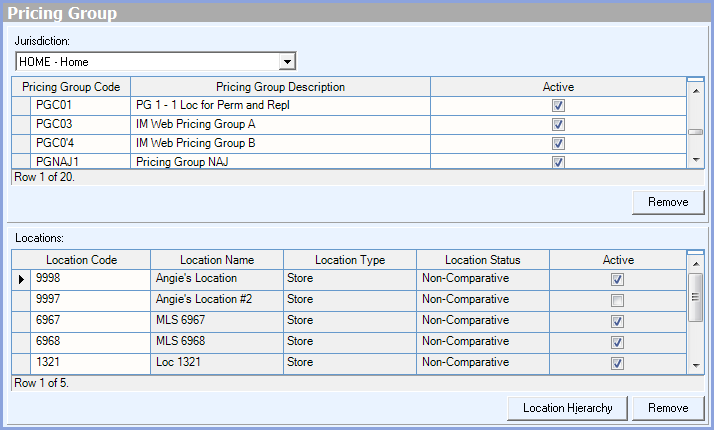 Pricing Group
Jurisdiction:
HOME - Home
Pricing Group Code Pricing Group Description Active
PGC01 PG 1 - 1 Loc for Perm and Repl
PGC03 IM Web Pricing Group A
PGC0'4 IM Web Pricing Group B
PGNAJ1 Pricing Group NAJ
Row 1 of 20.
Remove
Locations:
Location Code Location Name Location Type Location Status Active
9998 Angie's Location Store Non-Comparative
9997 Angie's Location #2 Store Non-Comparative
6967 MLS 6967 Store Non-Comparative
6968 MLS 6968 Store Non-Comparative
1321 Loc 1321 Store Non-Comparative
Row 1 of 5.
Location Hierarchy Remove